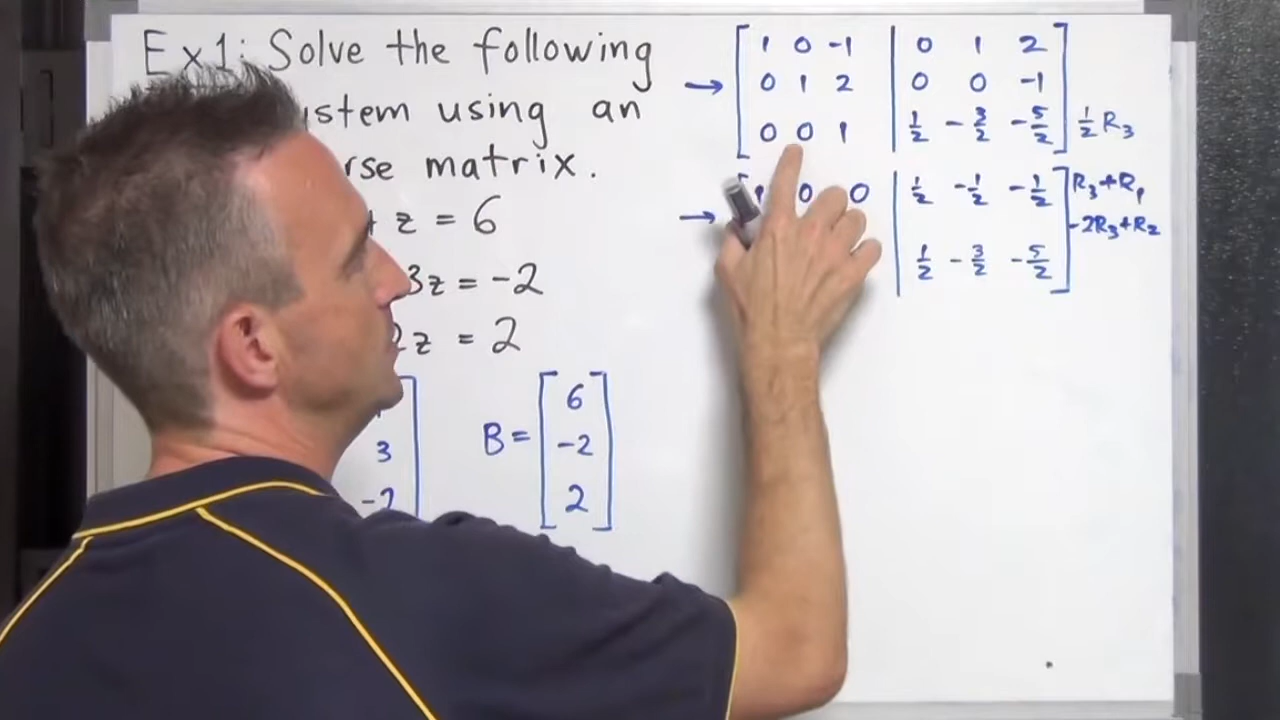 Ex1: Solve the following
using an
matrix.
z = 6
3z = -2
2z = 2
3
B = [ 6
-2
2 ]
→ [ 1 0 -1 | 0 1 2 ]
0 1 2 | 0 0 -1
0 0 1 | 1/2 -3/2 -5/2 ] 1/2 R3
→ [ 1 0 0 | 1/2 -1/2 -1/2 ] R3+R1
-2R3+R2
1/2 -3/2 -5/2 ]